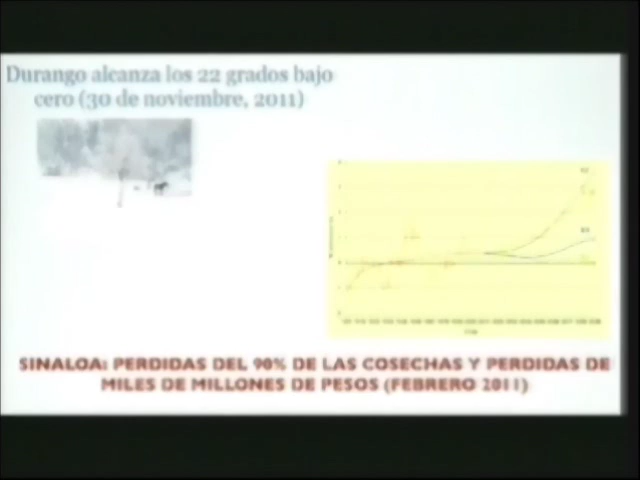 Durango alcanza los 22 grados bajo
cero (30 de noviembre, 2011)
SINALOA: PERDIDAS DEL 90% DE LAS COSECHAS Y PERDIDAS DE
MILES DE MILLONES DE PESOS (FEBRERO 2011)